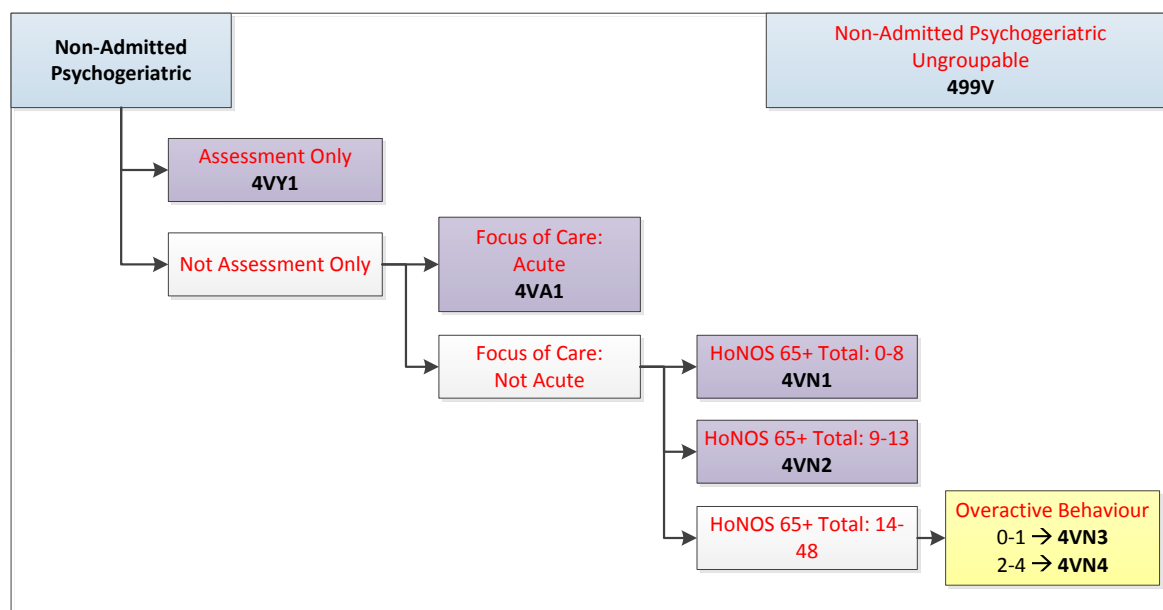 Non-Admitted
Psychogeriatric
Non-Admitted Psychogeriatric
Ungroupable
499V
Assessment Only
4VY1
Not Assessment Only
Focus of Care:
Acute
4VA1
Focus of Care:
Not Acute
HoNOS 65+ Total: 0-8
4VN1
HoNOS 65+ Total: 9-13
4VN2
HoNOS 65+ Total: 14-
48
Overactive Behaviour
0-1 → 4VN3
2-4 → 4VN4